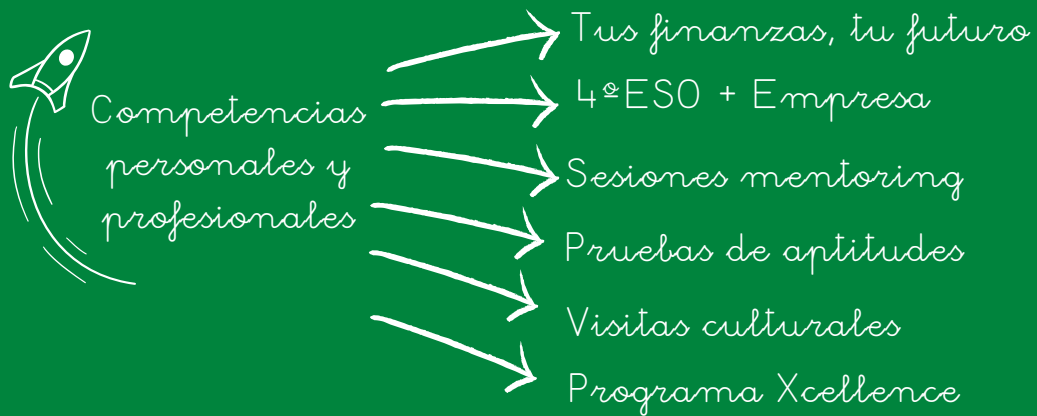 Competencias
personales y
profesionales
Tus finanzas, tu futuro
4ºESO + Empresa
Sesiones mentoring
Pruebas de aptitudes
Visitas culturales
Programa Xcellence